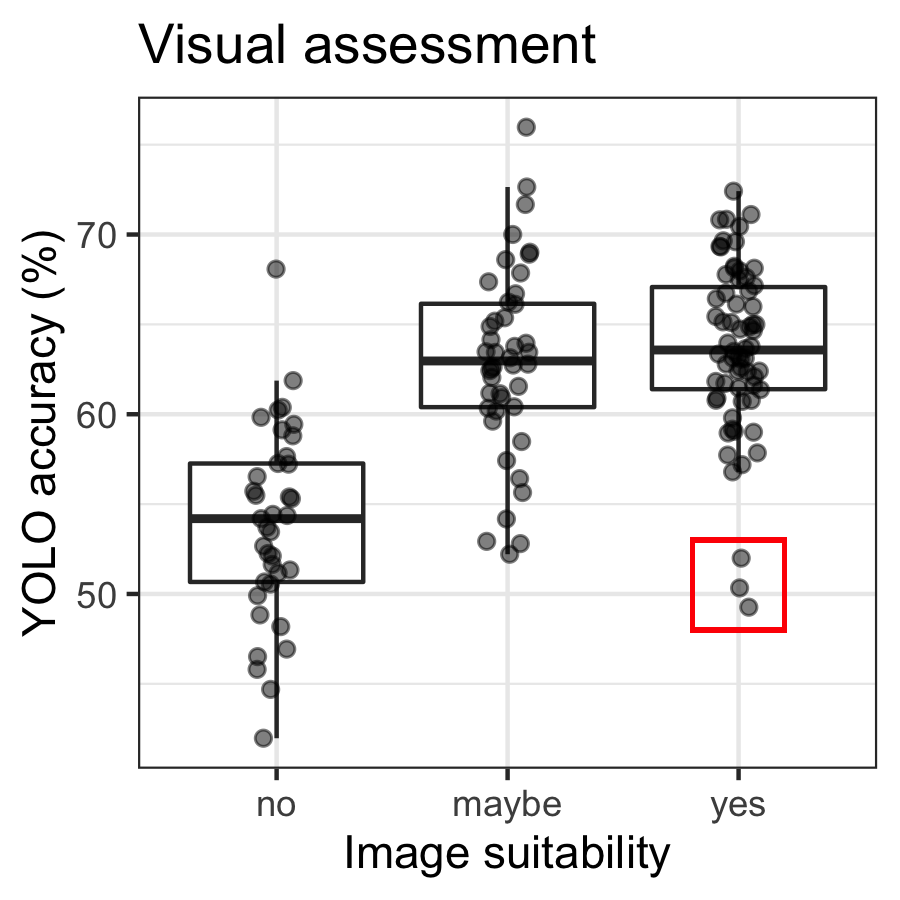 Visual assessment
YOLO accuracy (%)
70
60
50
no maybe yes
Image suitability